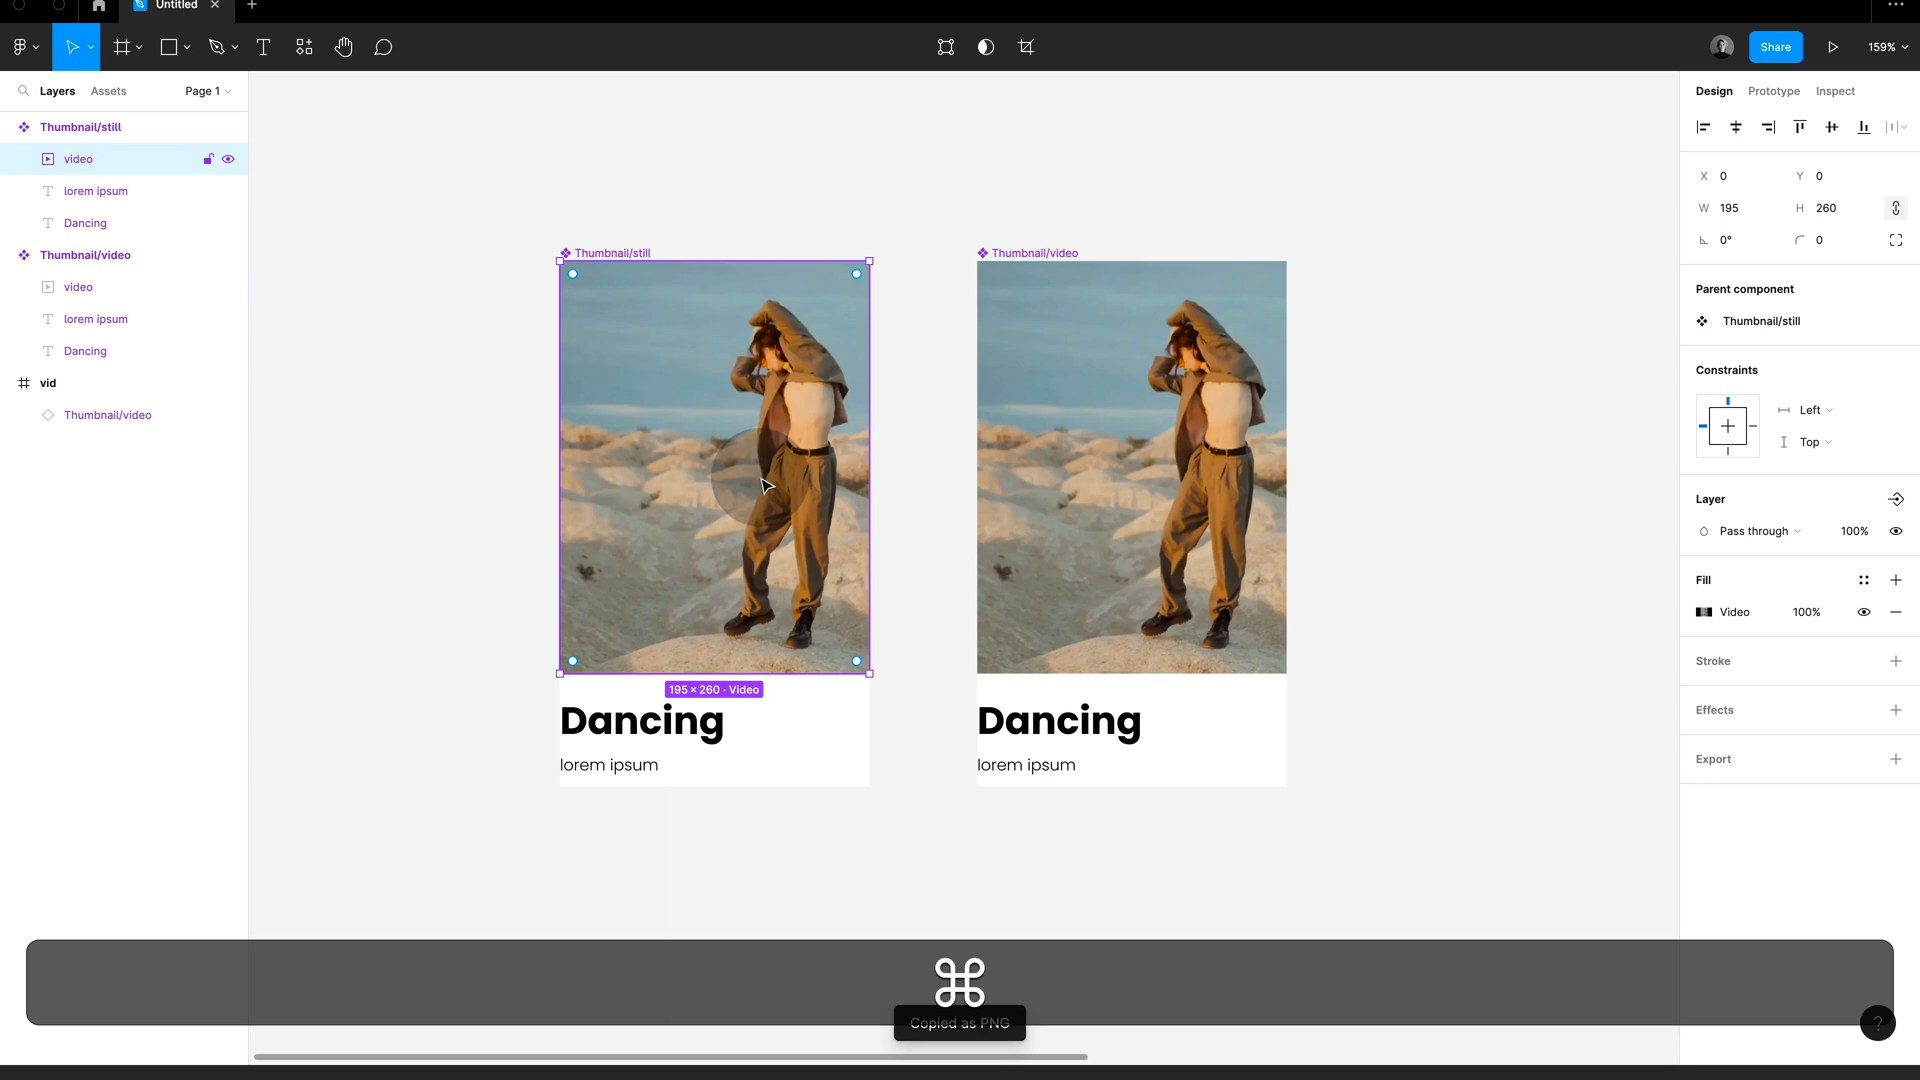 Untitled
Share
159%
Layers
Assets
Page 1
Thumbnail/still
video
lorem ipsum
Dancing
Thumbnail/video
video
lorem ipsum
Dancing
vid
Thumbnail/video
Thumbnail/still
195 × 260 · Video
Dancing
lorem ipsum
Thumbnail/video
Dancing
lorem ipsum
Design
Prototype
Inspect
X 0
Y 0
W 195
H 260
0°
0
Parent component
Thumbnail/still
Constraints
Left
Top
Layer
Pass through
100%
Fill
Video
100%
Stroke
Effects
Export
⌘
Copied as PNG
?